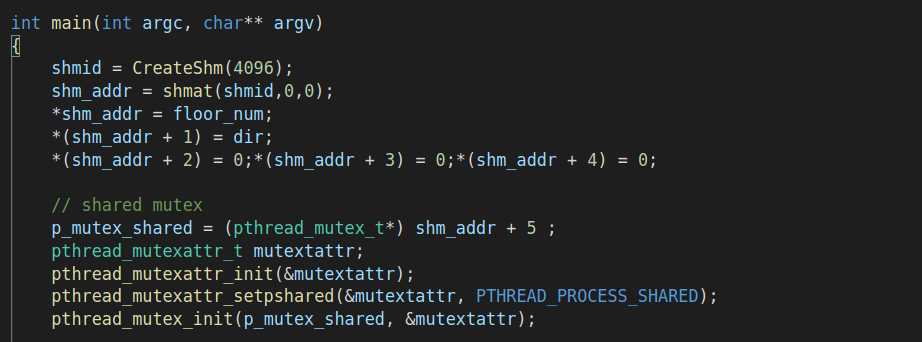 int main(int argc, char** argv)
{
    shmid = CreateShm(4096);
    shm_addr = shmat(shmid,0,0);
    *shm_addr = floor_num;
    *(shm_addr + 1) = dir;
    *(shm_addr + 2) = 0;*(shm_addr + 3) = 0;*(shm_addr + 4) = 0;

    // shared mutex
    p_mutex_shared = (pthread_mutex_t*) shm_addr + 5 ;
    pthread_mutexattr_t mutextattr;
    pthread_mutexattr_init(&mutextattr);
    pthread_mutexattr_setpshared(&mutextattr, PTHREAD_PROCESS_SHARED);
    pthread_mutex_init(p_mutex_shared, &mutextattr);